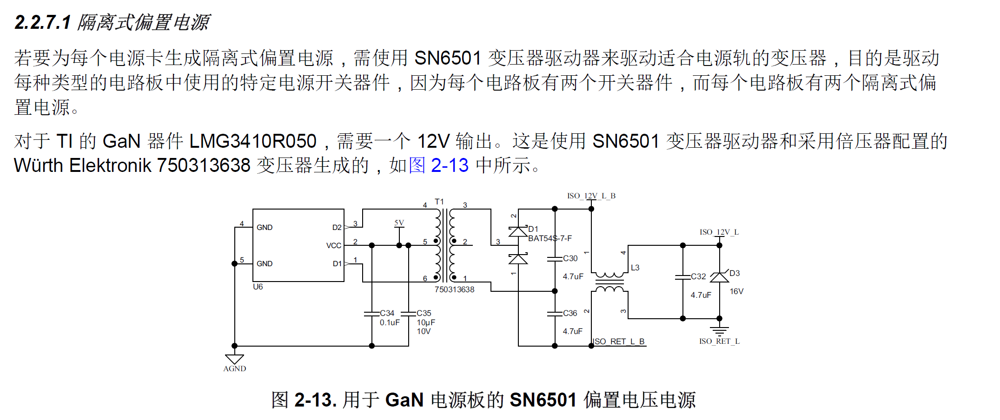 2.2.7.1 隔离式偏置电源
若要为每个电源卡生成隔离式偏置电源，需使用 SN6501 变压器驱动器来驱动适合电源轨的变压器，目的是驱动
每种类型的电路板中使用的特定电源开关器件，因为每个电路板有两个开关器件，而每个电路板有两个隔离式偏
置电源。
对于 TI 的 GaN 器件 LMG3410R050，需要一个 12V 输出。这是使用 SN6501 变压器驱动器和采用倍压器配置的
Würth Elektronik 750313638 变压器生成的，如图 2-13 中所示。
ISO_12V_L_B
4 T1 3
2
4 GND D2 3 5V D1 ISO_12V_L
BAT54S-7-F
VCC 2 5 2 3
1 4
C30
5 GND D1 1 L3
1 D3
4.7uF C32
6 1
U6 750313638 16V
4.7uF
C34 C35 C36 2 3
0.1uF 10μF
10V 4.7uF
ISO_RET_L_B ISO_RET_L
AGND
图 2-13. 用于 GaN 电源板的 SN6501 偏置电压电源